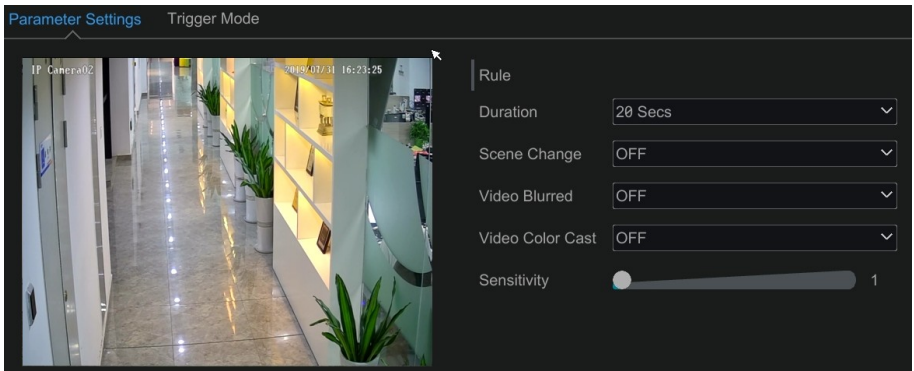 Parameter Settings Trigger Mode
IP Camera02 2019/07/31 16:23:25
Rule
Duration 20 Secs
Scene Change OFF
Video Blurred OFF
Video Color Cast OFF
Sensitivity 1